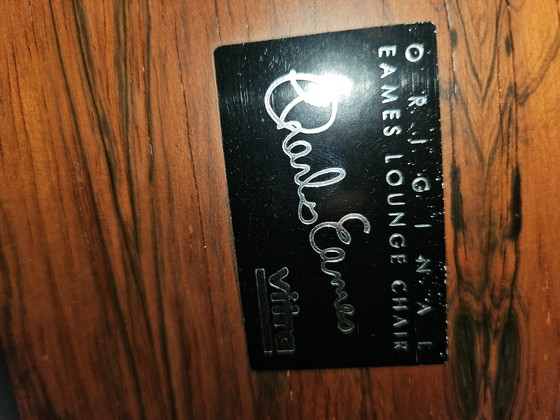 ORIGINAL
EAMES LOUNGE CHAIR
Charles Eames
vitra